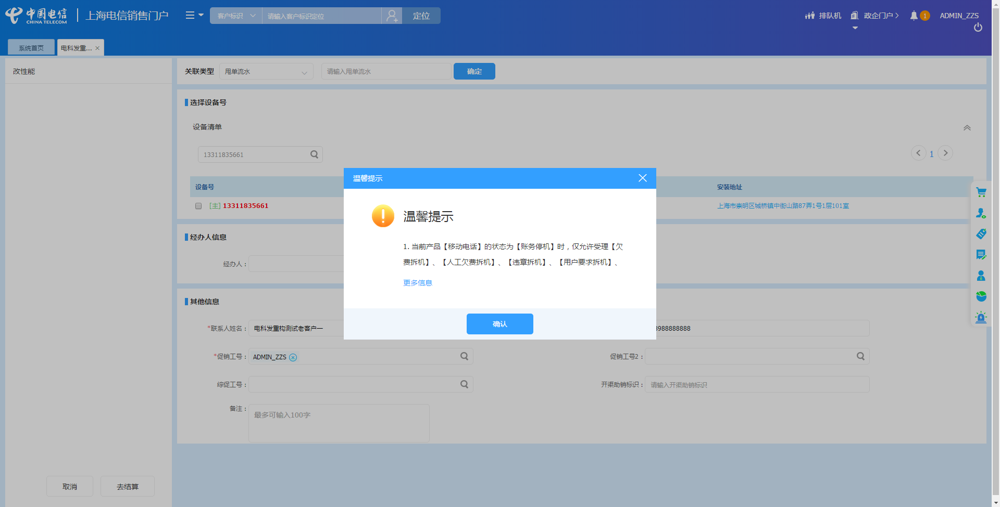 中国电信
CHINA TELECOM
上海电信销售门户
客户标识
请输入客户标识定位
定位
排队机
政企门户
1
ADMIN_ZZS
系统首页
电科发重...
改性能
关联类型
甩单流水
请输入甩单流水
确定
选择设备号
设备清单
13311835661
1
设备号
安装地址
[主] 13311835661
上海市崇明区城桥镇中街山路87弄1号1层101室
温馨提示
温馨提示
1. 当前产品【移动电话】的状态为【账务停机】时，仅允许受理【欠
费拆机】、【人工欠费拆机】、【违章拆机】、【用户要求拆机】、
更多信息
确认
经办人信息
经办人：
其他信息
*联系人姓名：
电科发重构测试老客户一
988888888
*促销工号：
ADMIN_ZZS
促销工号2：
综促工号：
开渠助销标识：
请输入开渠助销标识
备注：
最多可输入100字
取消
去结算